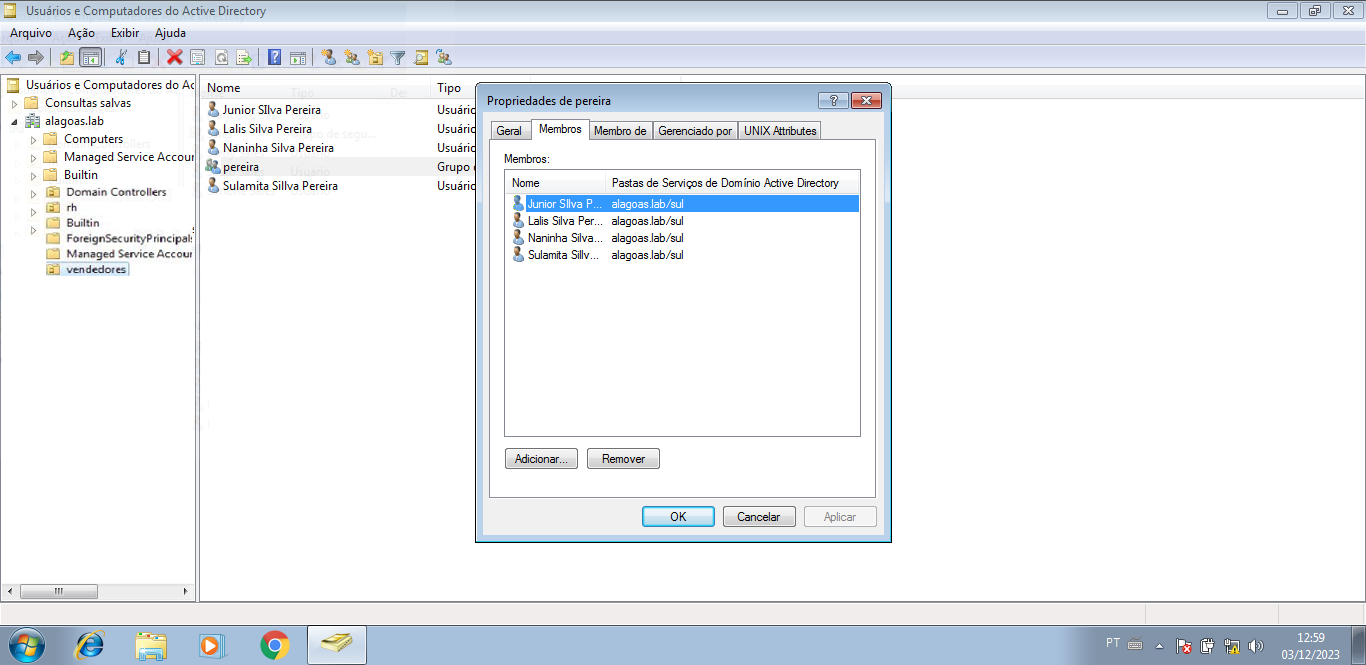 Usuários e Computadores do Active Directory
Arquivo Ação Exibir Ajuda
Usuários e Computadores do Ac
Consultas salvas
alagoas.lab
Computers
Managed Service Accour
Builtin
Domain Controllers
rh
Builtin
ForeignSecurityPrincipal:
Managed Service Accour
vendedores
Nome Tipo
Junior SIlva Pereira Usuáric
Lalis Silva Pereira Usuáric
Naninha Silva Pereira Usuáric
pereira Grupo
Sulamita Sillva Pereira Usuáric
Propriedades de pereira
Geral Membros Membro de Gerenciado por UNIX Attributes
Membros:
Nome Pastas de Serviços de Domínio Active Directory
Junior SIlva P... alagoas.lab/sul
Lalis Silva Per... alagoas.lab/sul
Naninha Silva... alagoas.lab/sul
Sulamita Sillv... alagoas.lab/sul
Adicionar... Remover
OK Cancelar Aplicar
PT
12:59
03/12/2023